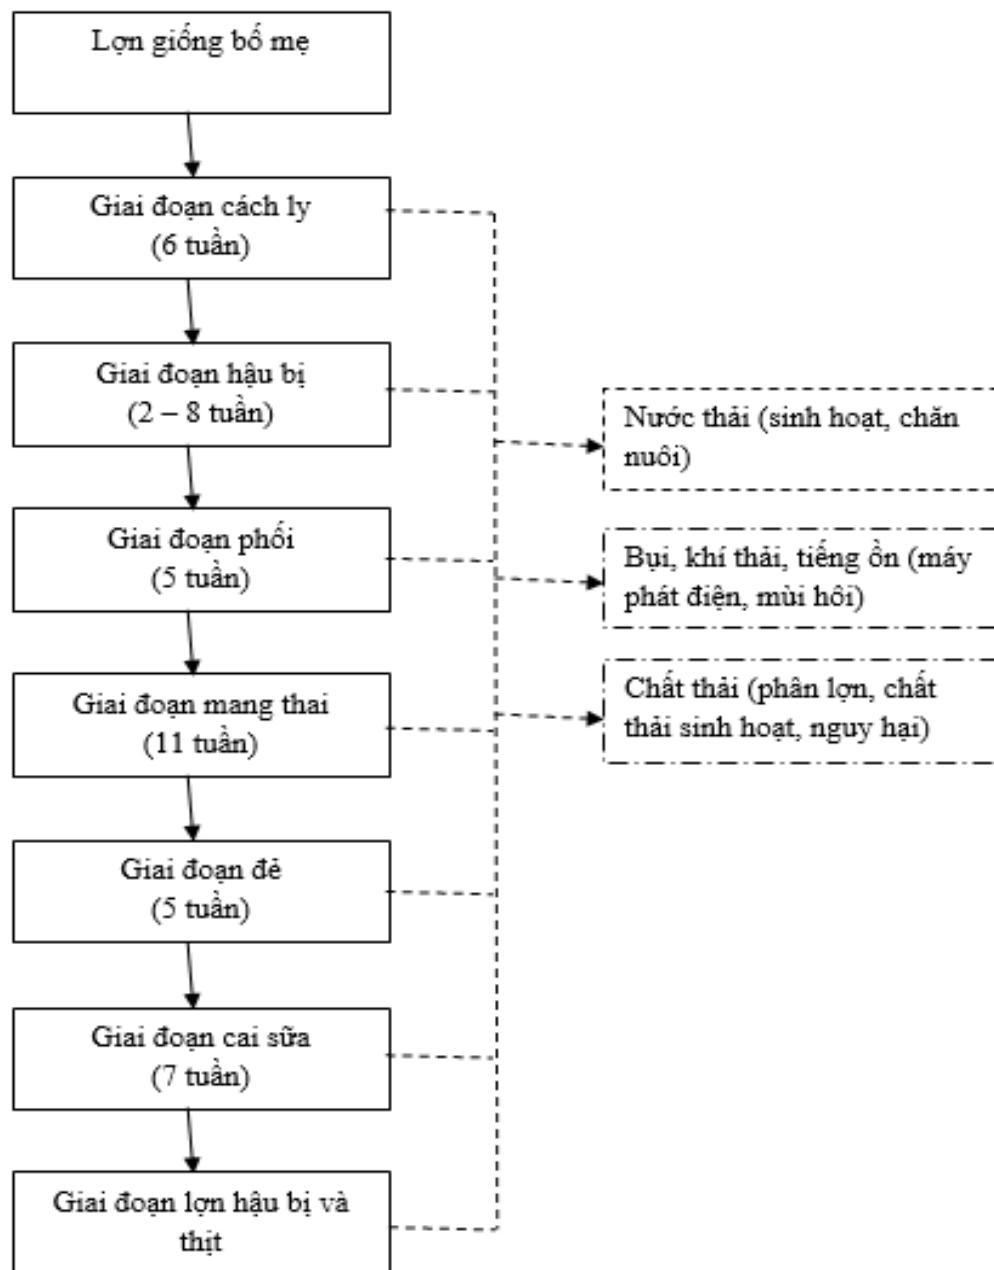 Lợn giống bố mẹ
Giai đoạn cách ly
(6 tuần)
Giai đoạn hậu bị
(2 – 8 tuần)
Giai đoạn phối
(5 tuần)
Giai đoạn mang thai
(11 tuần)
Giai đoạn đẻ
(5 tuần)
Giai đoạn cai sữa
(7 tuần)
Giai đoạn lợn hậu bị và
thịt
Nước thải (sinh hoạt, chăn
nuôi)
Bụi, khí thải, tiếng ồn (máy
phát điện, mùi hôi)
Chất thải (phân lợn, chất
thải sinh hoạt, nguy hại)